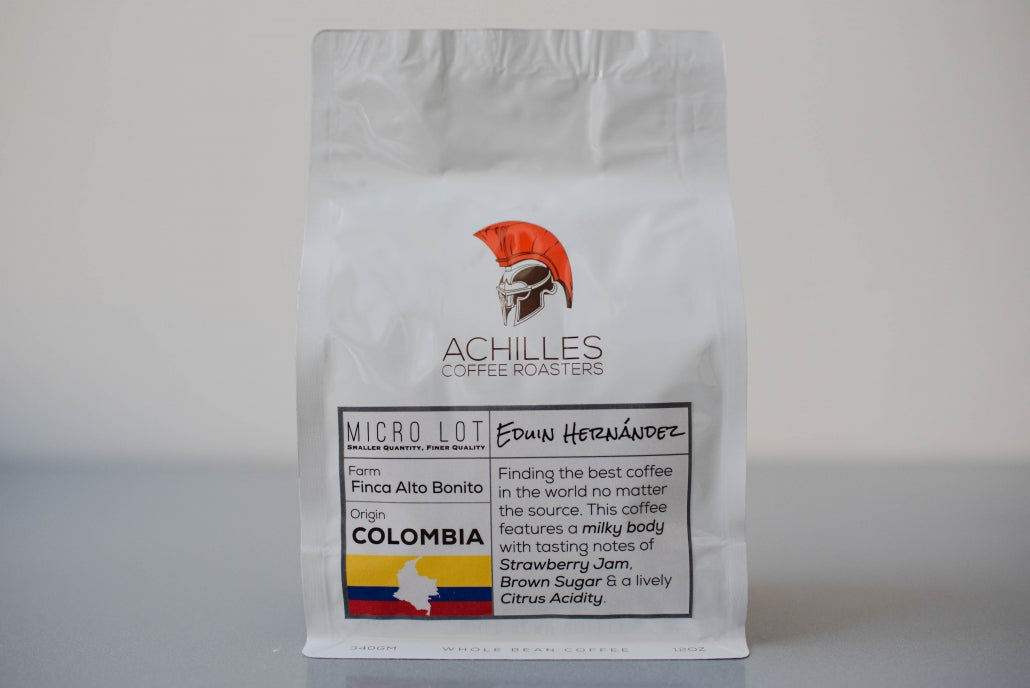 ACHILLES
COFFEE ROASTERS
MICRO LOT
SMALLER QUANTITY, FINER QUALITY
Farm
Finca Alto Bonito
Origin
COLOMBIA
EDUIN HERNÁNDEZ
Finding the best coffee
in the world no matter
the source. This coffee
features a milky body
with tasting notes of
Strawberry Jam,
Brown Sugar & a lively
Citrus Acidity.
340GM
WHOLE BEAN COFFEE
12OZ